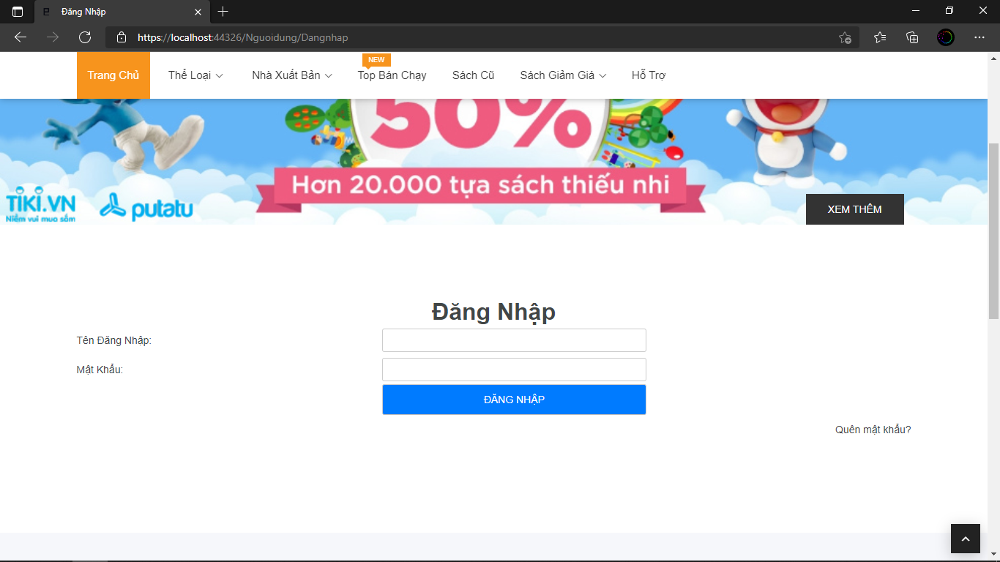 Đăng Nhập
https://localhost:44326/Nguoidung/Dangnhap
NEW
Trang Chủ Thể Loại Nhà Xuất Bản Top Bán Chạy Sách Cũ Sách Giảm Giá Hỗ Trợ
50%
Hơn 20.000 tựa sách thiếu nhi
TiKi.VN putatu
Niềm vui mua sắm
XEM THÊM
Đăng Nhập
Tên Đăng Nhập:
Mật Khẩu:
ĐĂNG NHẬP
Quên mật khẩu?